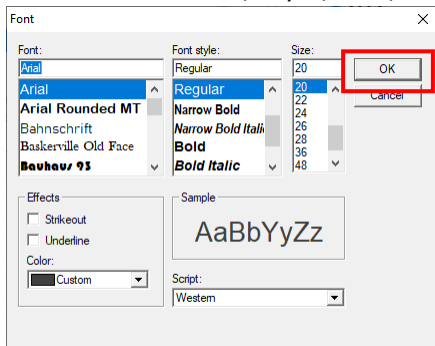 Font
Font:
Arial
Arial
Arial Rounded MT
Bahnschrift
Baskerville Old Face
Bauhaus 93
Font style:
Regular
Regular
Narrow Bold
Narrow Bold Itali
Bold
Bold Italic
Size:
20
20
22
24
26
28
36
48
OK
Cancel
Effects
Strikeout
Underline
Color:
Custom
Sample
AaBbYyZz
Script:
Western